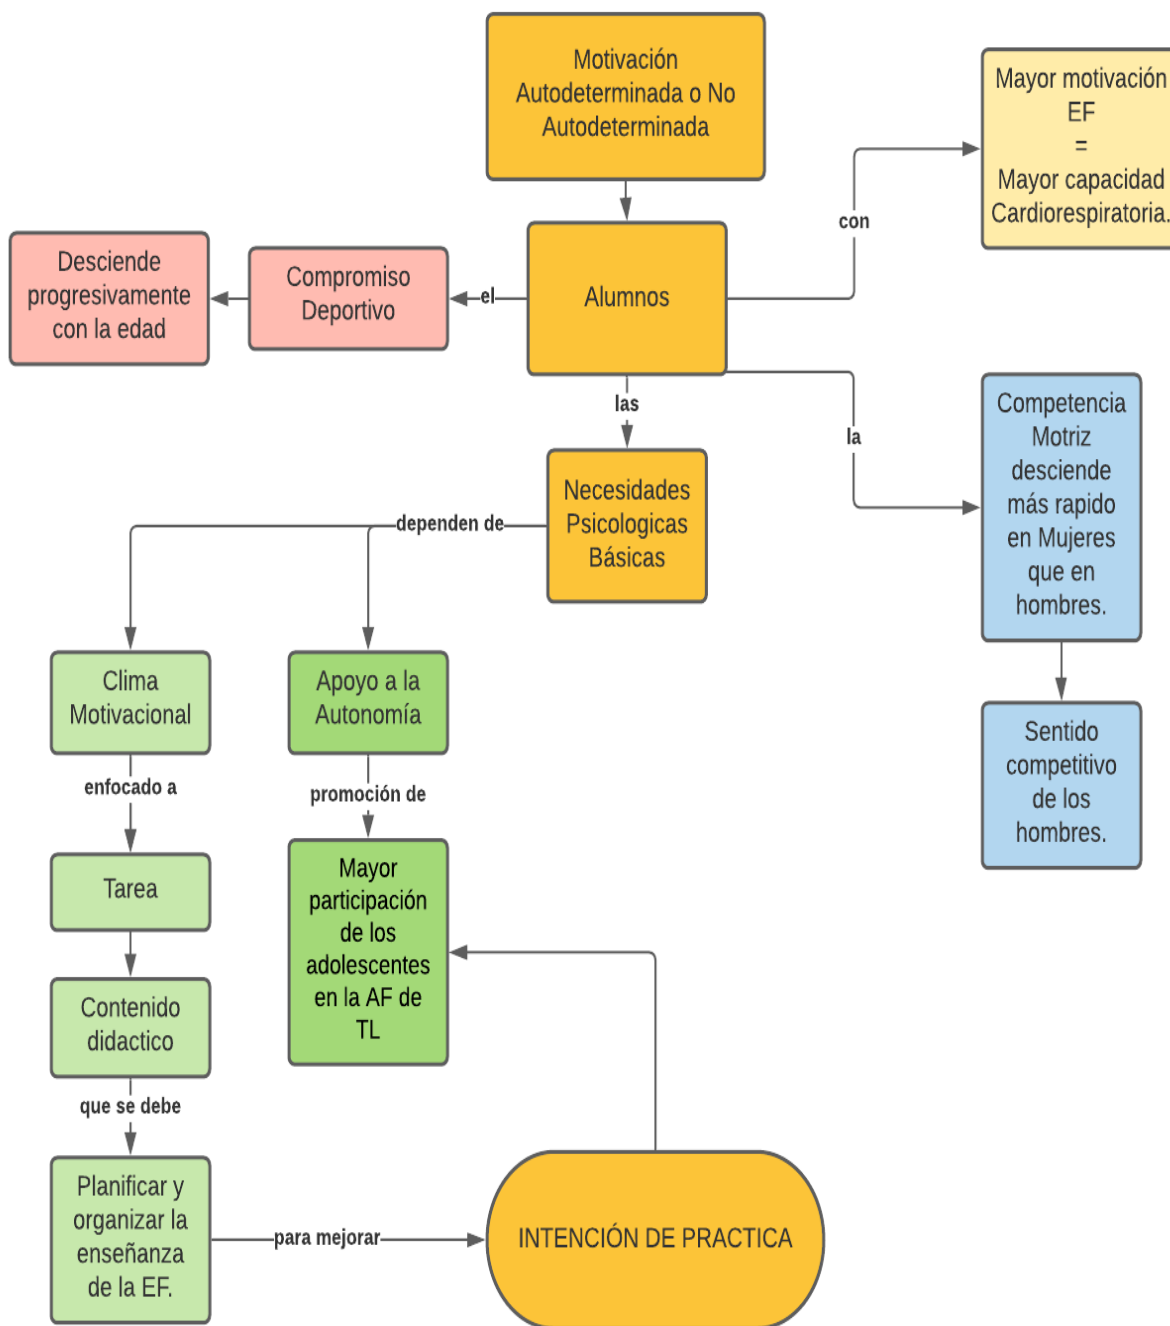 Motivación
Autodeterminada o No
Autodeterminada
Mayor motivación
EF
=
Mayor capacidad
Cardiorespiratoria.
con
Desciende
progresivamente
con la edad
Compromiso
Deportivo
el
Alumnos
las
la
Competencia
Motriz
desciende
más rapido
en Mujeres
que en
hombres.
Necesidades
Psicologicas
Básicas
dependen de
Clima
Motivacional
Apoyo a la
Autonomía
Sentido
competitivo
de los
hombres.
enfocado a
promoción de
Tarea
Mayor
participación
de los
adolescentes
en la AF de
TL
Contenido
didactico
que se debe
Planificar y
organizar la
enseñanza
de la EF.
para mejorar
INTENCIÓN DE PRACTICA